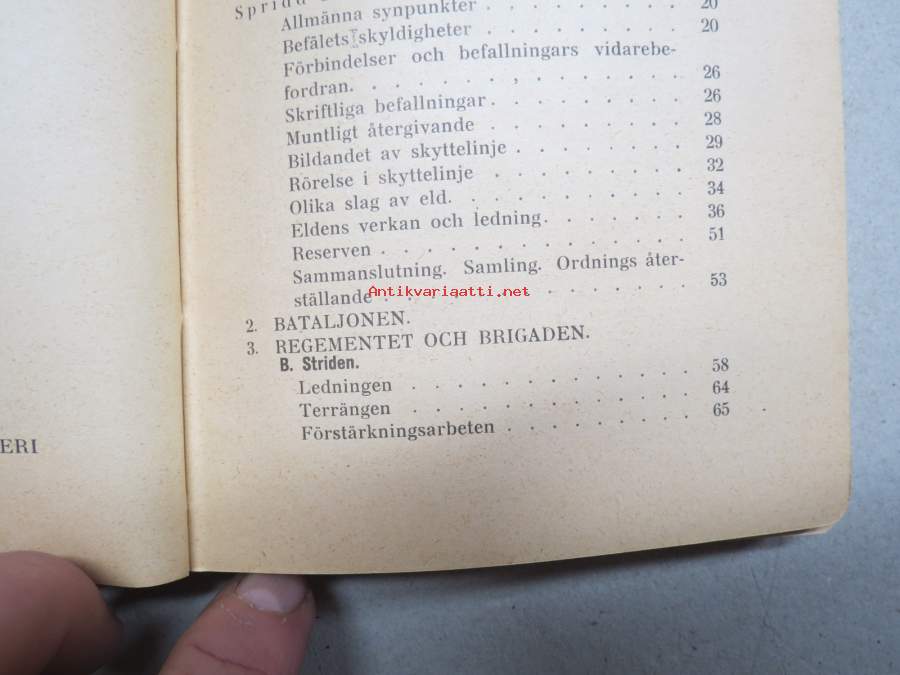 Allmänna synpunkter . . . . . . . . . 20
Befälets skyldigheter . . . . . . . . . 20
Förbindelser och befallningars vidarebe-
fordran. . . . . . . . . . . . . . . 26
Skriftliga befallningar . . . . . . . . . 26
Muntligt återgivande . . . . . . . . . 28
Bildandet av skyttelinje . . . . . . . . 29
Rörelse i skyttelinje . . . . . . . . . 32
Olika slag av eld. . . . . . . . . . . 34
Eldens verkan och ledning. . . . . . . 36
Reserven . . . . . . . . . . . . . . 51
Sammanslutning. Samling. Ordnings åter-
ställande . . . . . . . . . . . . . . 53
Antikvariaatti.net
2. BATALJONEN.
3. REGEMENTET OCH BRIGADEN.
B. Striden.
Ledningen . . . . . . . . . . . . . 58
Terrängen . . . . . . . . . . . . . 64
Förstärkningsarbeten . . . . . . . . . 65
ERI